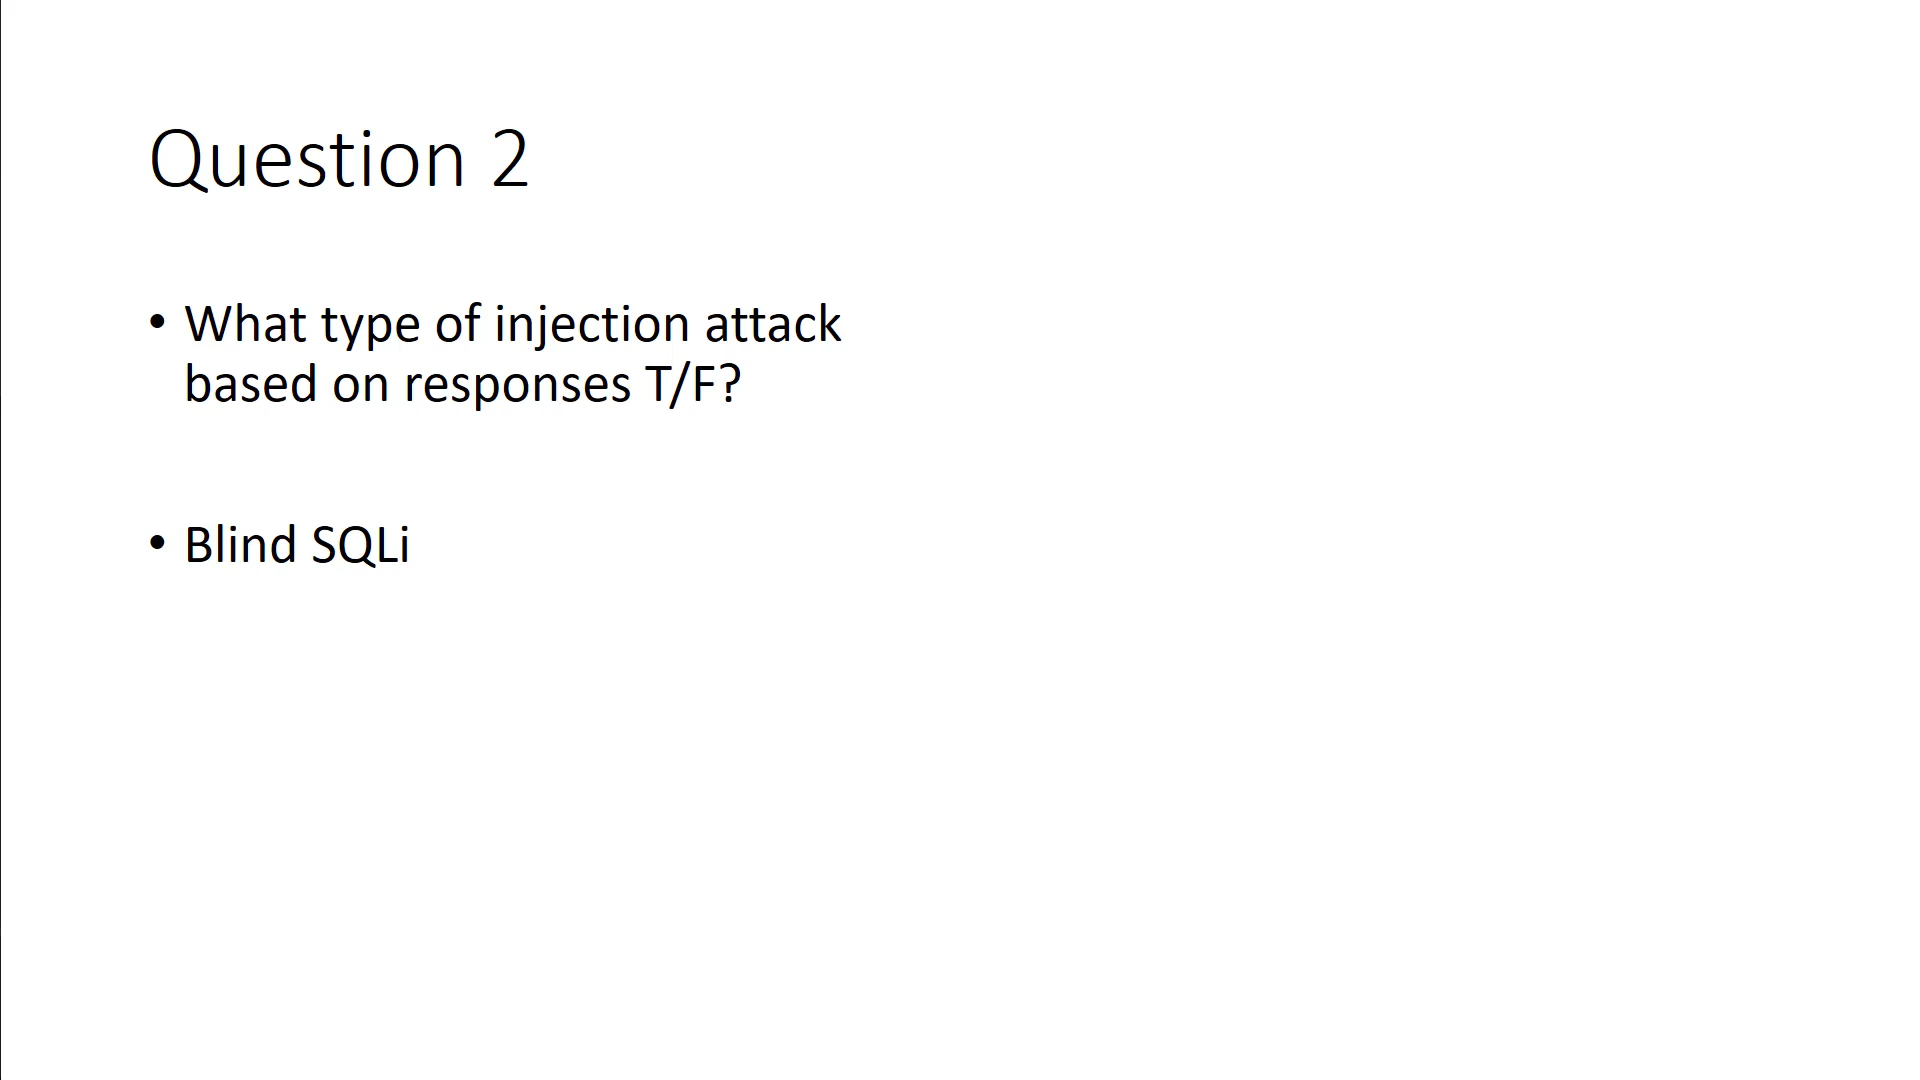 Question 2
• What type of injection attack
based on responses T/F?
• Blind SQLi